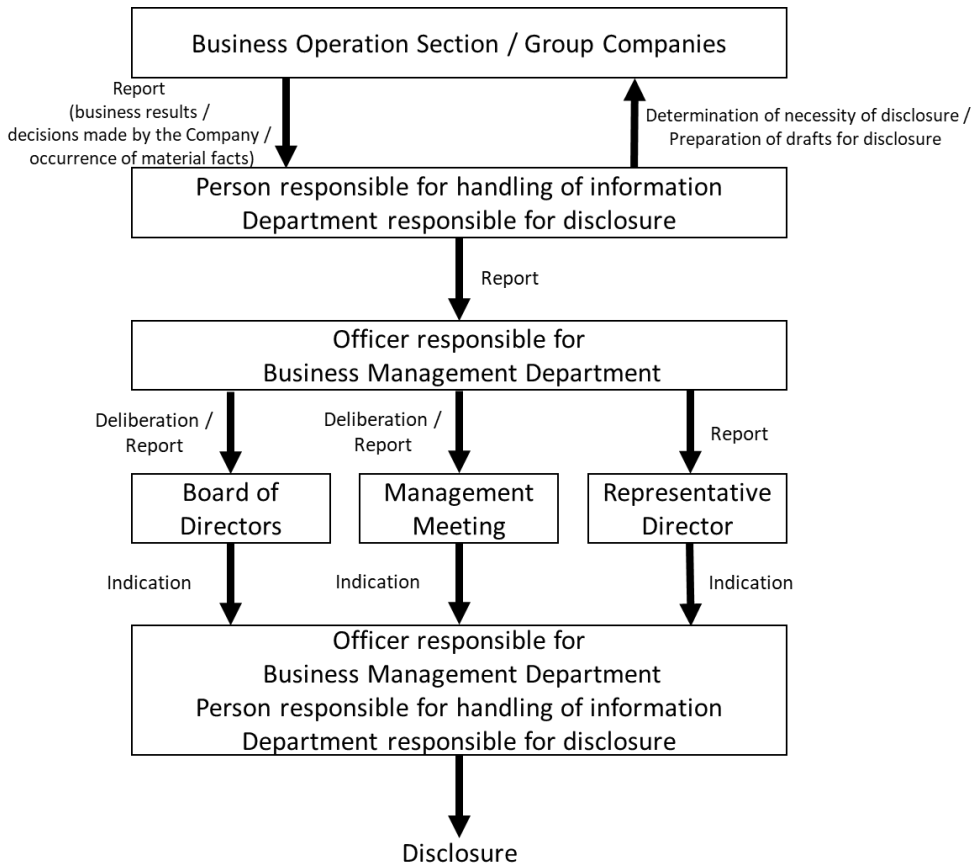 Business Operation Section / Group Companies
Report
(business results /
decisions made by the Company /
occurrence of material facts)
Determination of necessity of disclosure /
Preparation of drafts for disclosure
Person responsible for handling of information
Department responsible for disclosure
Report
Officer responsible for
Business Management Department
Deliberation /
Report
Deliberation /
Report
Report
Board of
Directors
Management
Meeting
Representative
Director
Indication
Indication
Indication
Officer responsible for
Business Management Department
Person responsible for handling of information
Department responsible for disclosure
Disclosure